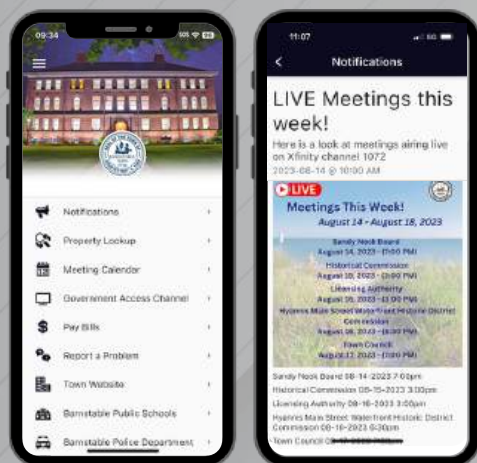 09:34
Notifications
Property Lookup
Meeting Calendar
Government Access Channel
Pay Bills
Report a Problem
Town Website
Barnstable Public Schools
Barnstable Police Department
11:07
Notifications
LIVE Meetings this
week!
Here is a look at meetings airing live
on Xfinity channel 1072
2023-08-14 @ 10:00 AM
LIVE
Meetings This Week!
August 14 - August 18, 2023
Sandy Neck Board
August 14, 2023 -
Historical Commission
Licensing Authority
Hyannis Main Street Waterfront Historic District
Commission
Town Council
Sandy Neck Board 08-14-2023 7:00pm
Historical Commission 08-15-2023 3:00pm
Licensing Authority 08-16-2023
Hyannis Main Street Waterfront Historic District
Commission 08-16-2023 6:30pm
Town Council